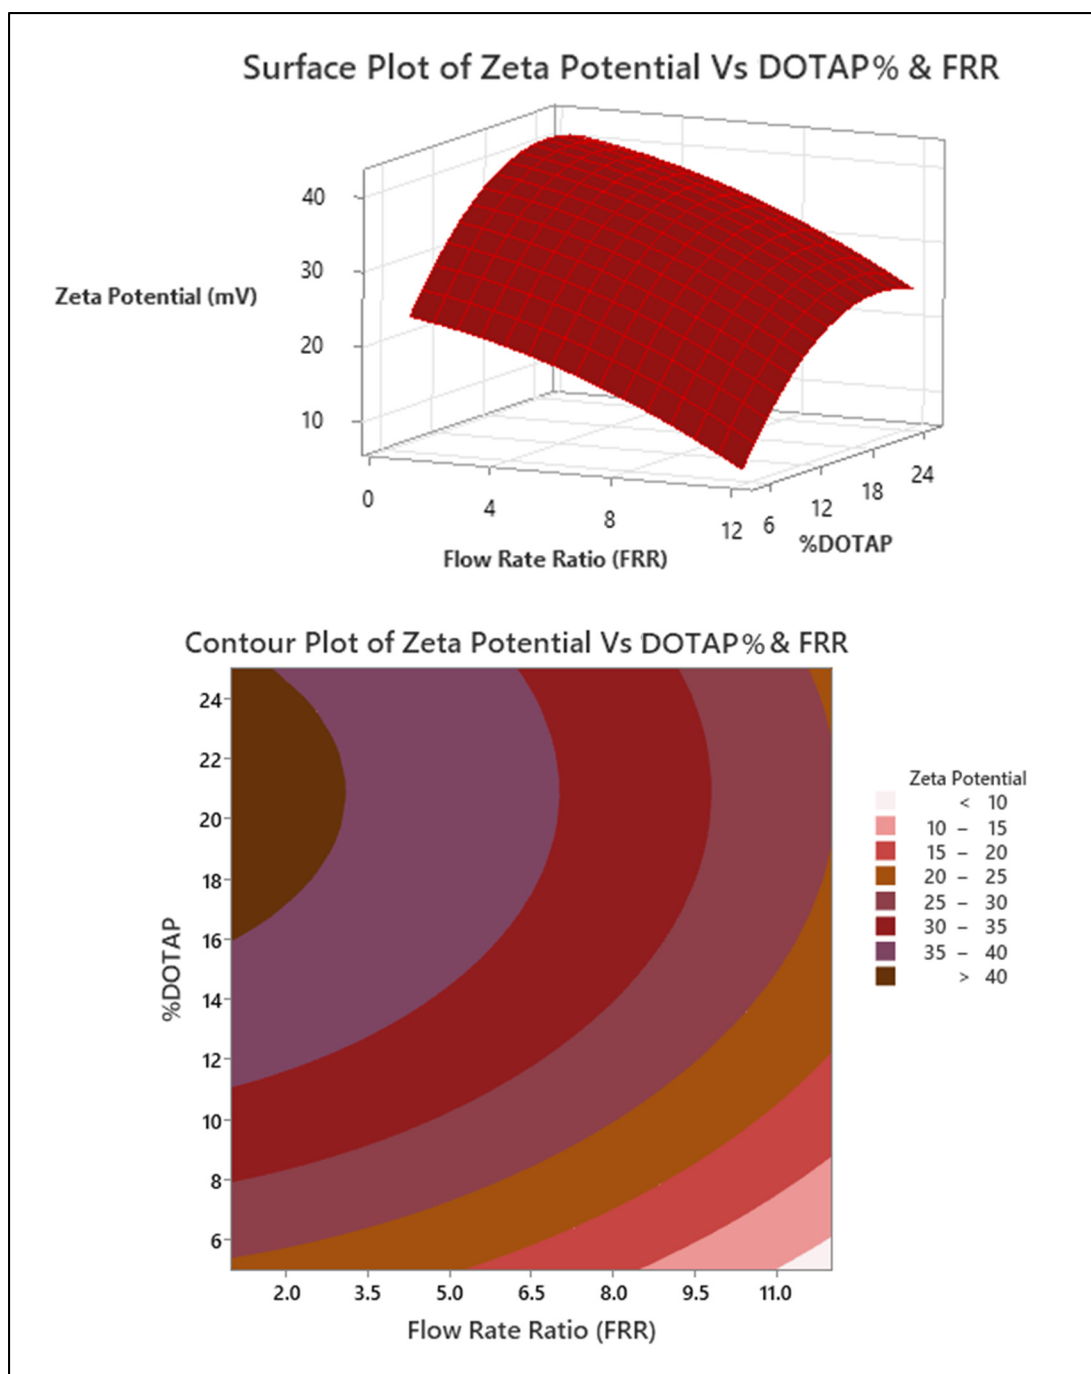 Surface Plot of Zeta Potential Vs DOTAP% & FRR
40
30
Zeta Potential (mV)
20
10
0
4
8
12
6
12
18
24
%DOTAP
Flow Rate Ratio (FRR)
Contour Plot of Zeta Potential Vs DOTAP% & FRR
24
22
20
18
16
14
12
10
8
6
%DOTAP
2.0 3.5 5.0 6.5 8.0 9.5 11.0
Flow Rate Ratio (FRR)
Zeta Potential
< 10
10 – 15
15 – 20
20 – 25
25 – 30
30 – 35
35 – 40
> 40